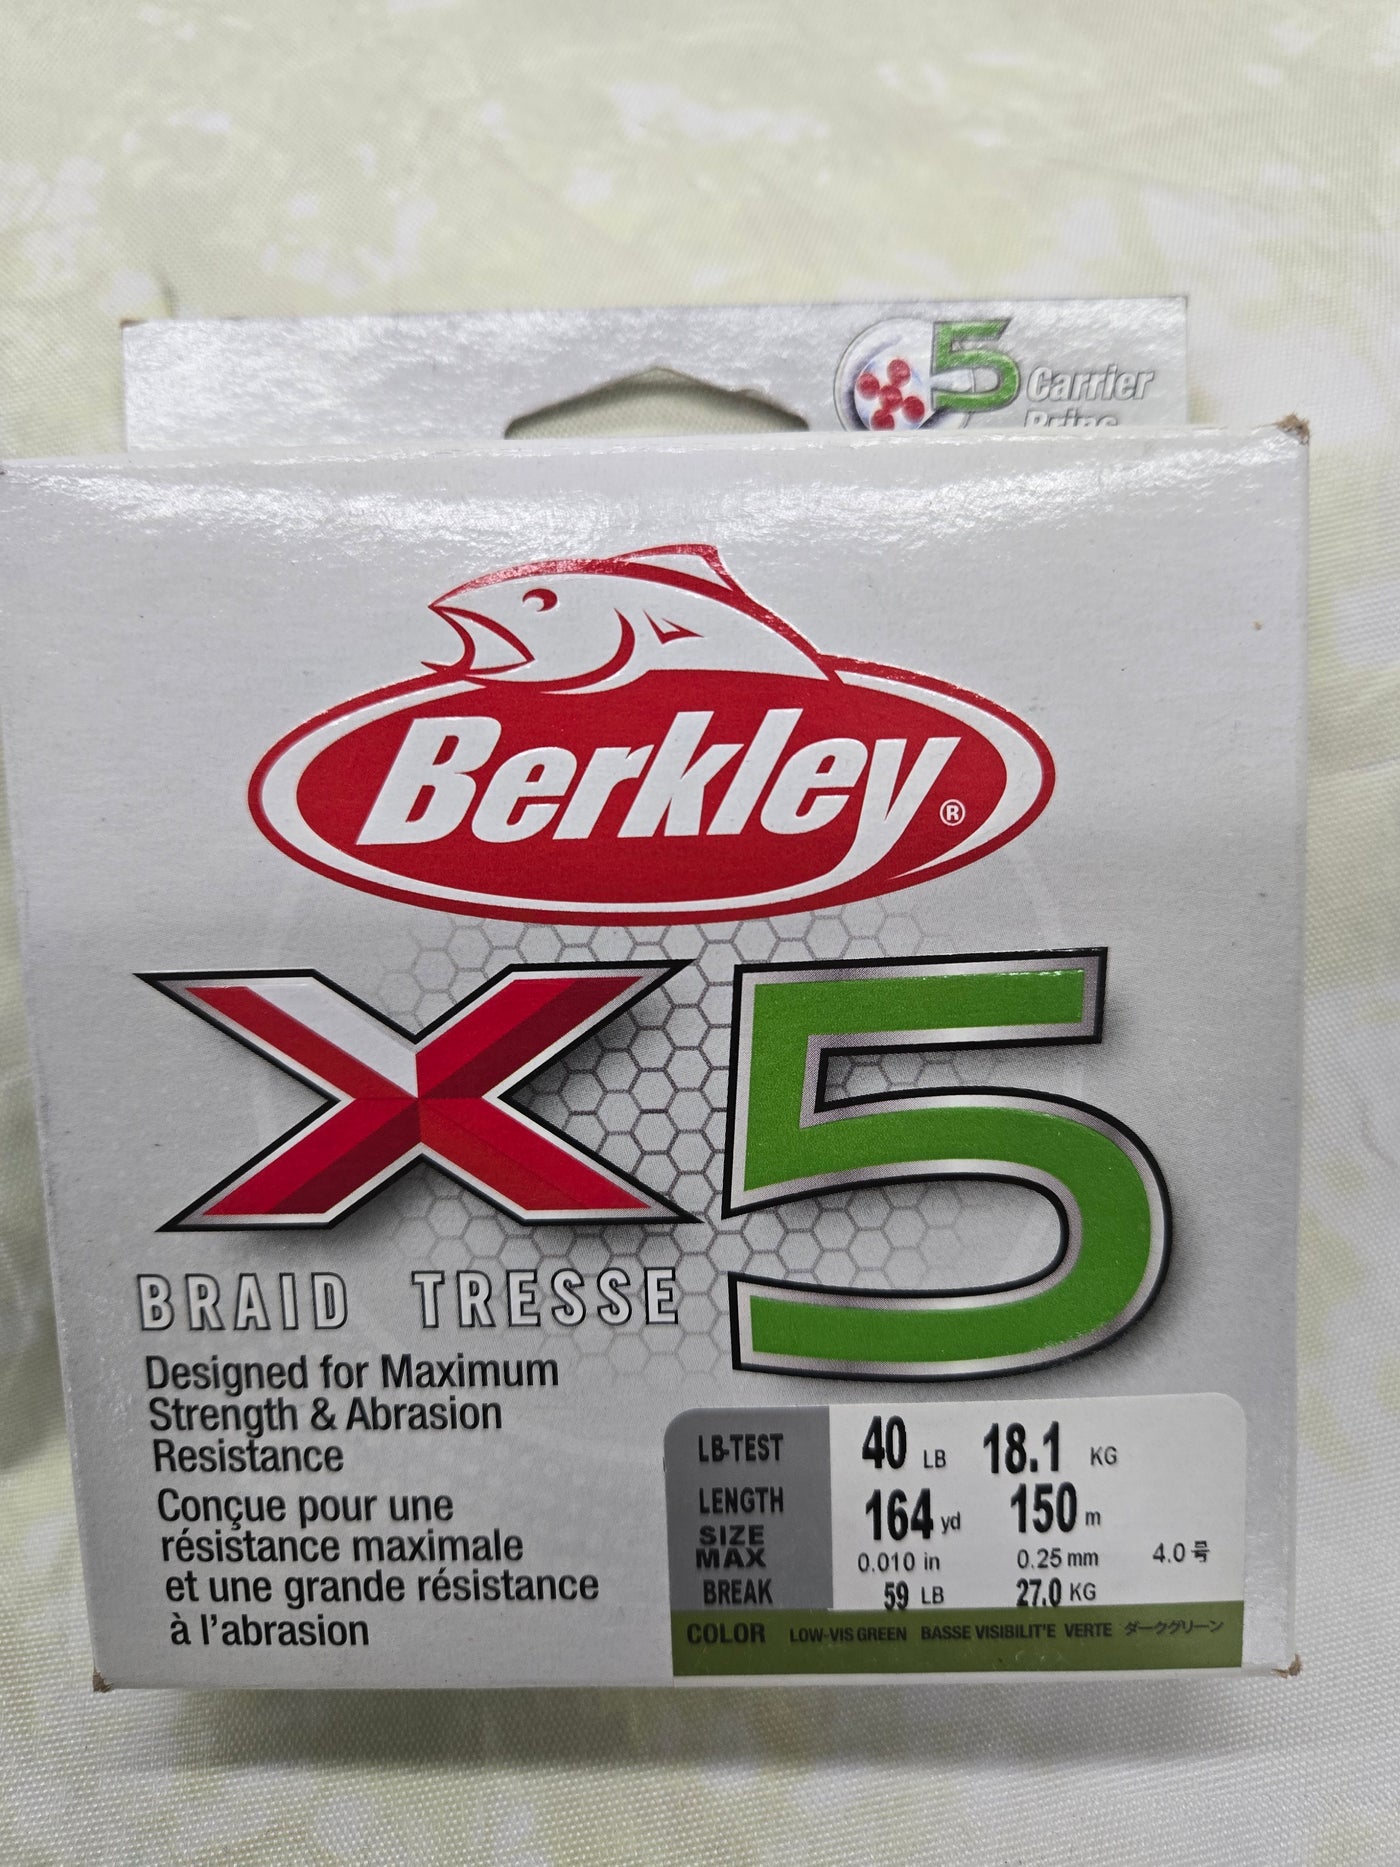 5 Carrier
Brins
Berkley®
X5
BRAID TRESSE
Designed for Maximum
Strength & Abrasion
Resistance
Conçue pour une
résistance maximale
et une grande résistance
à l'abrasion
LB-TEST 40 LB 18.1 KG
LENGTH 164 yd 150 m
SIZE MAX 0.010 in 0.25 mm 4.0号
BREAK 59 LB 27.0 KG
COLOR LOW-VIS GREEN BASSE VISIBILIT'E VERTE ダークグリーン